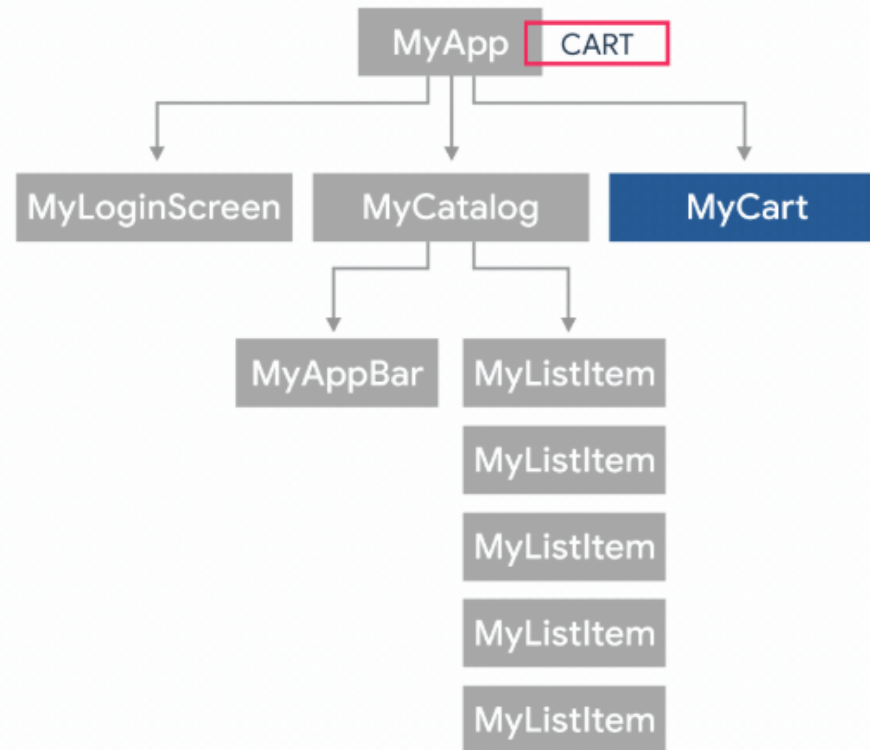 MyApp
CART
MyLoginScreen
MyCatalog
MyCart
MyAppBar
MyListItem
MyListItem
MyListItem
MyListItem
MyListItem